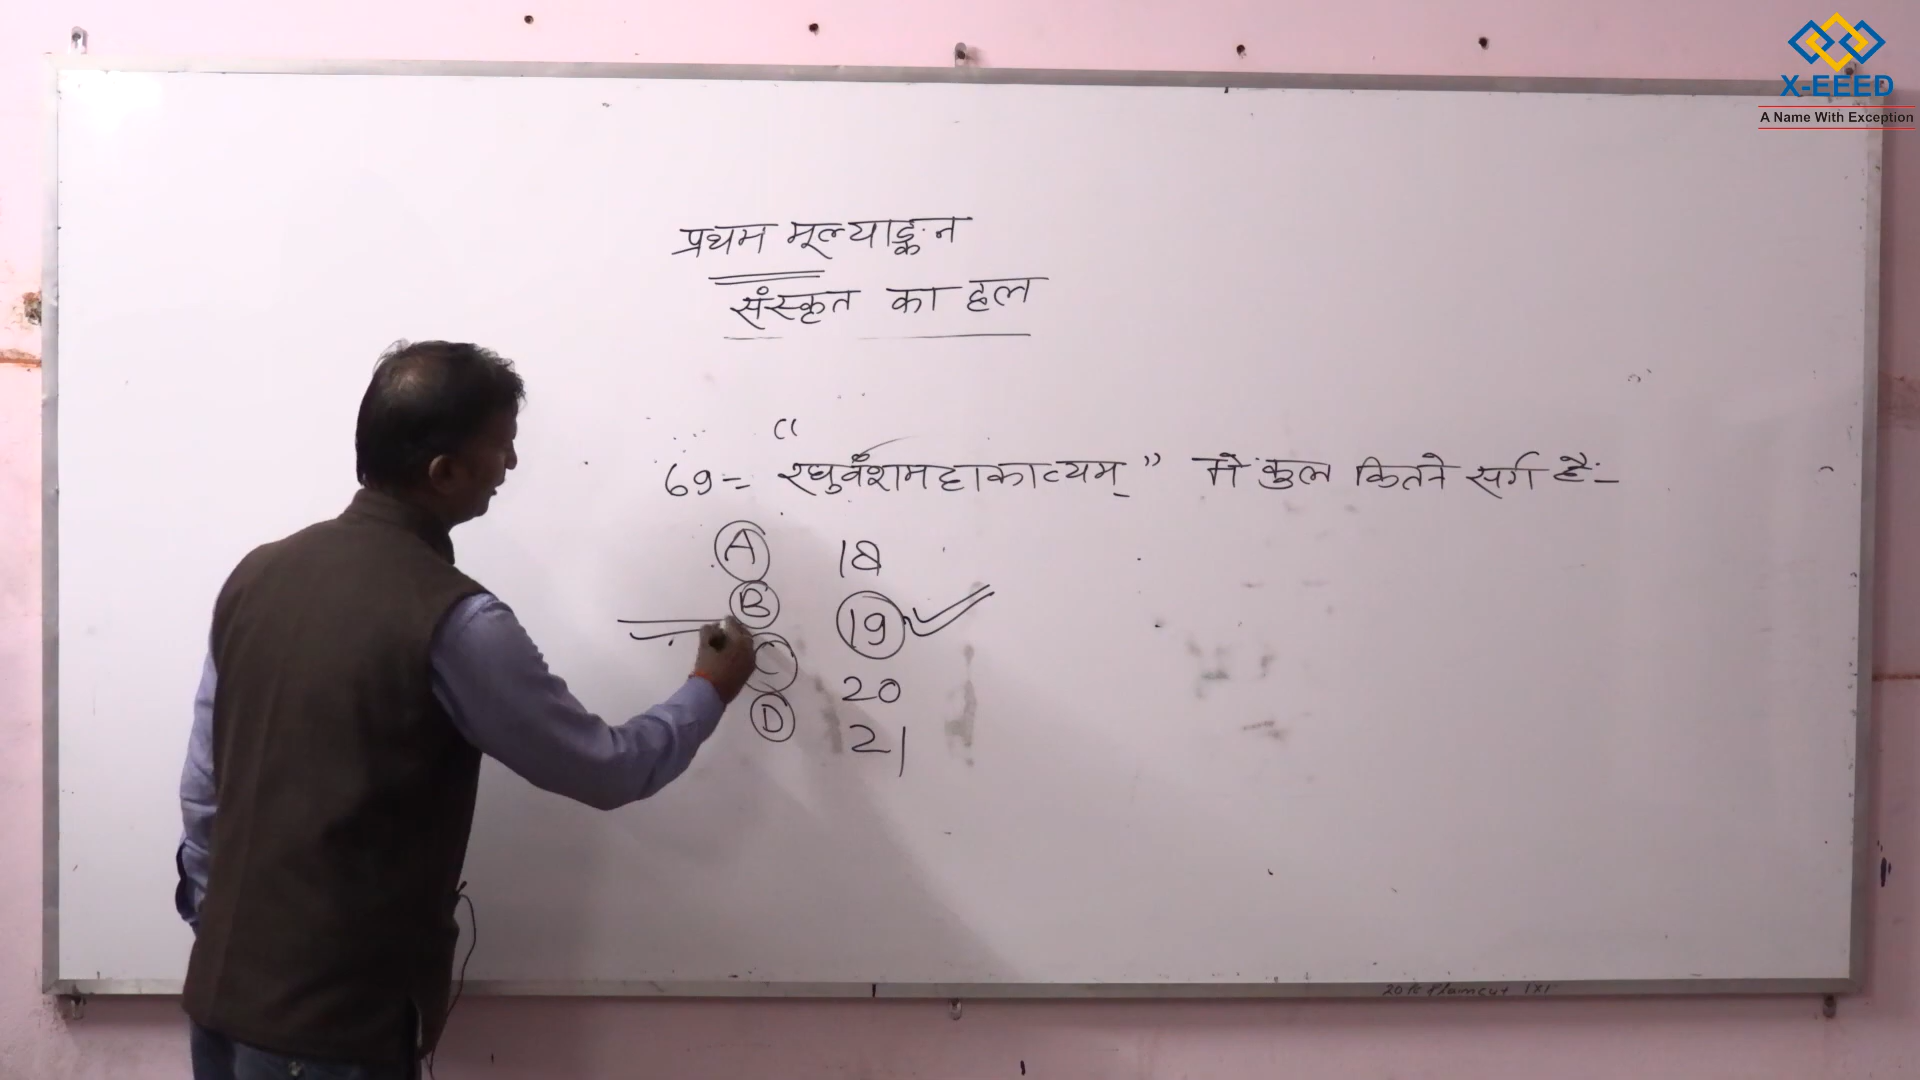 X-EEED
A Name With Exception
प्रथम मूल्याङ्कन
संस्कृत का हल
69= "रघुवंशमहाकाव्यम्" में कुल कितने सर्ग हैं:-
A 18
B 19
C 20
D 21